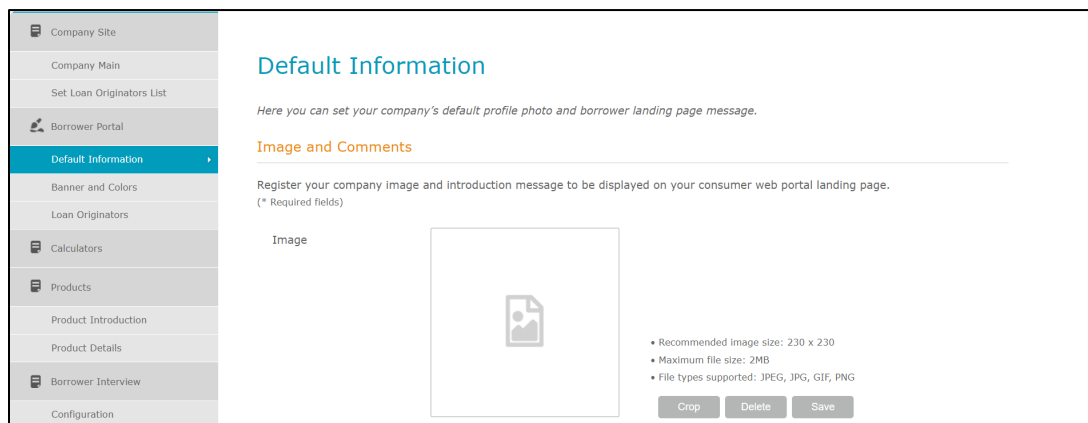 Company Site
Company Main
Set Loan Originators List
Borrower Portal
Default Information
Banner and Colors
Loan Originators
Calculators
Products
Product Introduction
Product Details
Borrower Interview
Configuration
Default Information
Here you can set your company's default profile photo and borrower landing page message.
Image and Comments
Register your company image and introduction message to be displayed on your consumer web portal landing page.
(* Required fields)
Image
• Recommended image size: 230 x 230
• Maximum file size: 2MB
• File types supported: JPEG, JPG, GIF, PNG
Crop Delete Save